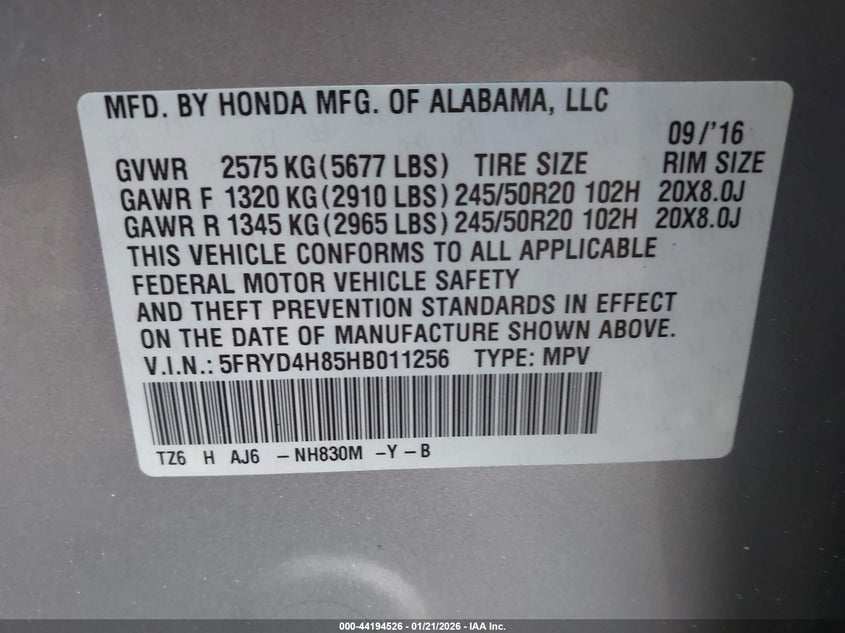 MFD. BY HONDA MFG. OF ALABAMA, LLC
09/'16
GVWR 2575 KG (5677 LBS) TIRE SIZE RIM SIZE
GAWR F 1320 KG (2910 LBS) 245/50R20 102H 20X8.0J
GAWR R 1345 KG (2965 LBS) 245/50R20 102H 20X8.0J
THIS VEHICLE CONFORMS TO ALL APPLICABLE
FEDERAL MOTOR VEHICLE SAFETY
AND THEFT PREVENTION STANDARDS IN EFFECT
ON THE DATE OF MANUFACTURE SHOWN ABOVE.
V.I.N.: 5FRYD4H85HB011256 TYPE: MPV
TZ6 H AJ6 -NH830M -Y-B
000-44194526 - 01/21/2026 - IAA Inc.